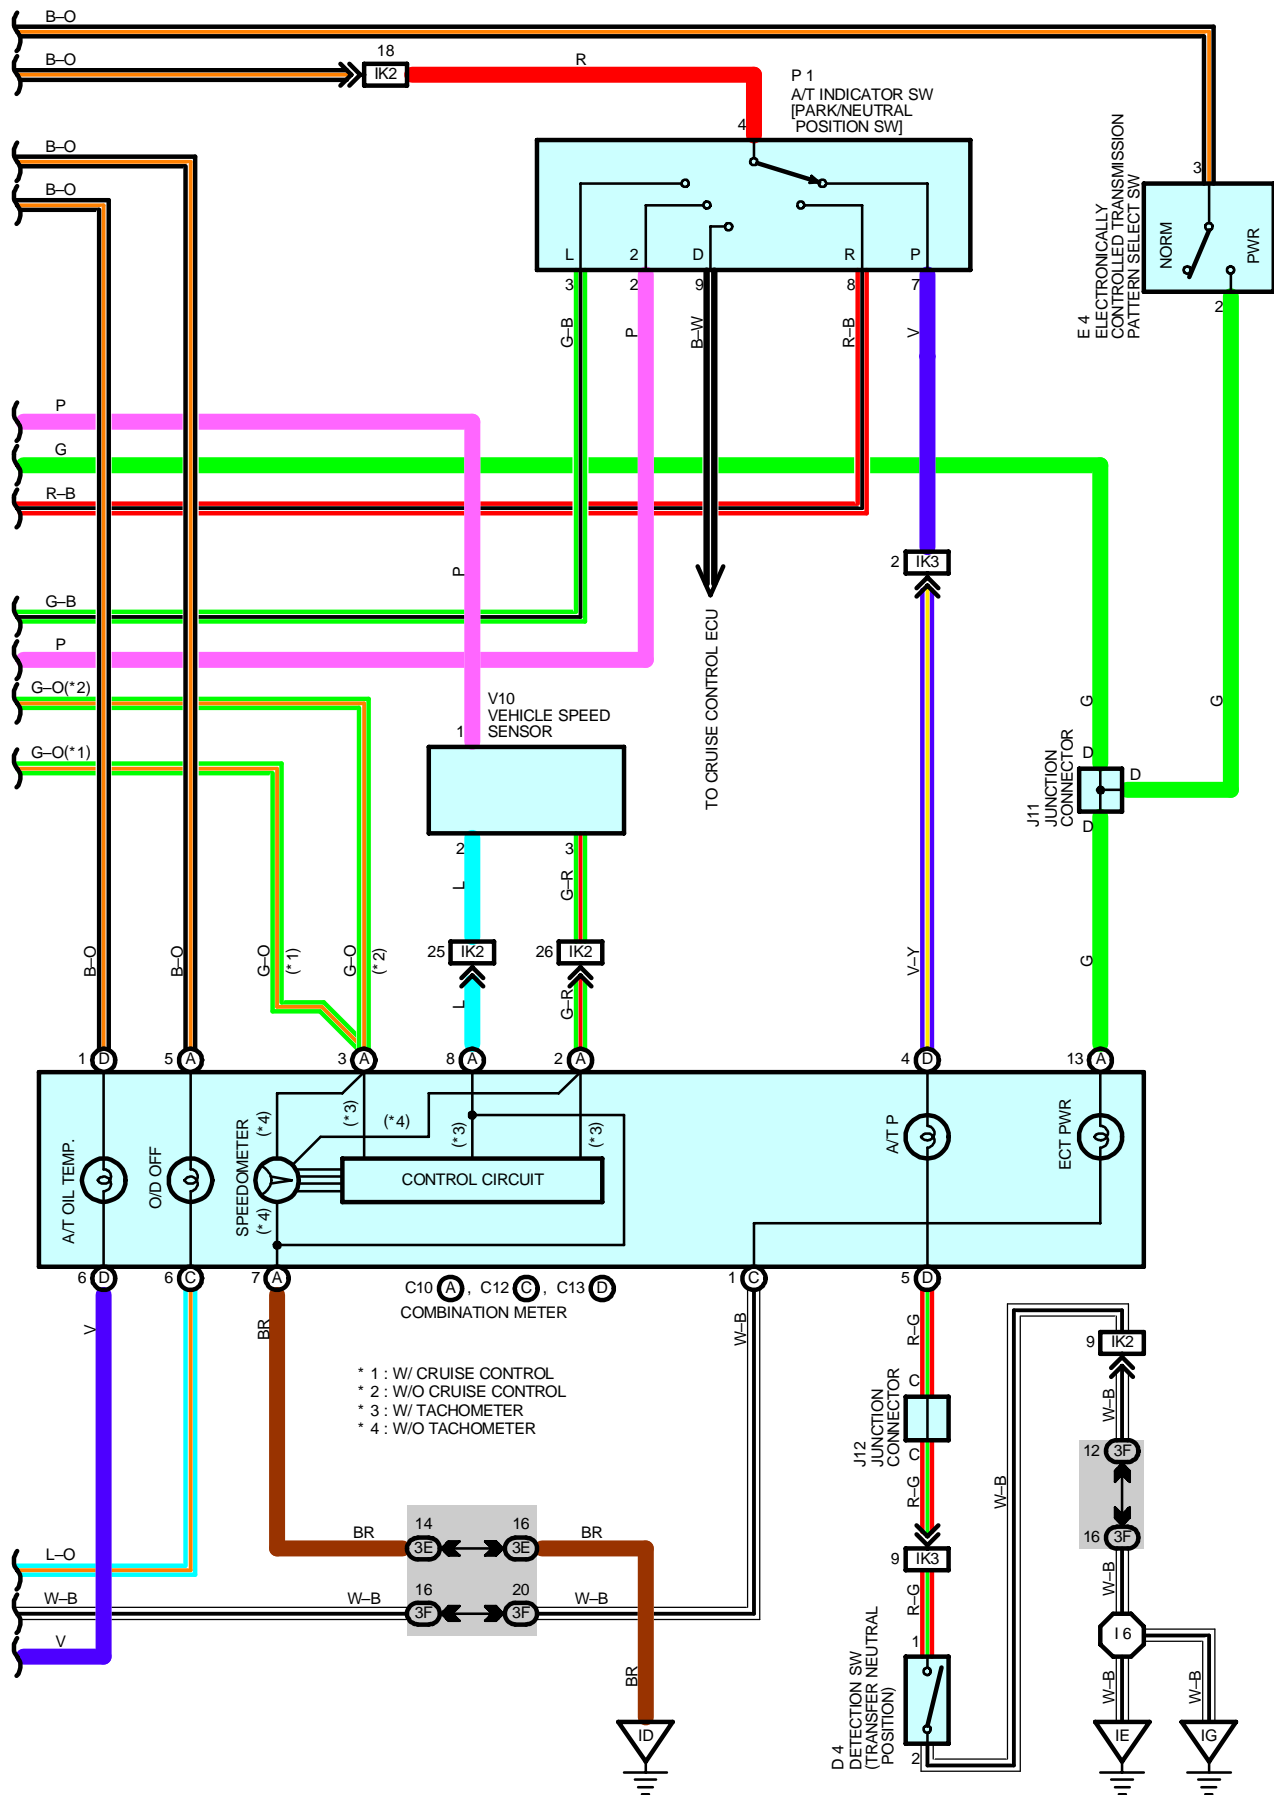 B–O
B–O
18
IK2
R
P 1
A/T INDICATOR SW
[PARK/NEUTRAL
POSITION SW]
4
B–O
B–O
3
E 4
ELECTRONICALLY
CONTROLLED TRANSMISSION
PATTERN SELECT SW
NORM
PWR
2
L
2
D
R
P
3
2
9
8
7
G–B
P
B–W
R–B
V
P
G
R–B
2
IK3
P
G–B
P
TO CRUISE CONTROL ECU
G–O(*2)
G–O(*1)
V10
VEHICLE SPEED
SENSOR
1
G
G
D
D
J11
JUNCTION
CONNECTOR
D
2
3
L
G–R
25
IK2
26
IK2
B–O
B–O
G–O
(*1)
G–O
(*2)
L
G–R
V–Y
G
1
D
5
A
3
A
8
A
2
A
4
D
13
A
A/T OIL TEMP.
O/D OFF
SPEEDOMETER
(*4)
(*3)
(*4)
(*3)
(*3)
(*4)
CONTROL CIRCUIT
A/T P
ECT PWR
6
D
6
C
7
A
1
C
5
D
C10 A , C12 C , C13 D
COMBINATION METER
V
BR
W–B
R–G
* 1 : W/ CRUISE CONTROL
* 2 : W/O CRUISE CONTROL
* 3 : W/ TACHOMETER
* 4 : W/O TACHOMETER
C
J12
JUNCTION
CONNECTOR
C
R–G
9
IK2
W–B
W–B
12
3F
16
3F
W–B
BR
14
3E
16
3E
BR
L–O
W–B
W–B
16
3F
20
3F
W–B
V
9
IK3
R–G
1
D 4
DETECTION SW
(TRANSFER NEUTRAL
POSITION)
2
I 6
W–B
W–B
BR
ID
IE
IG